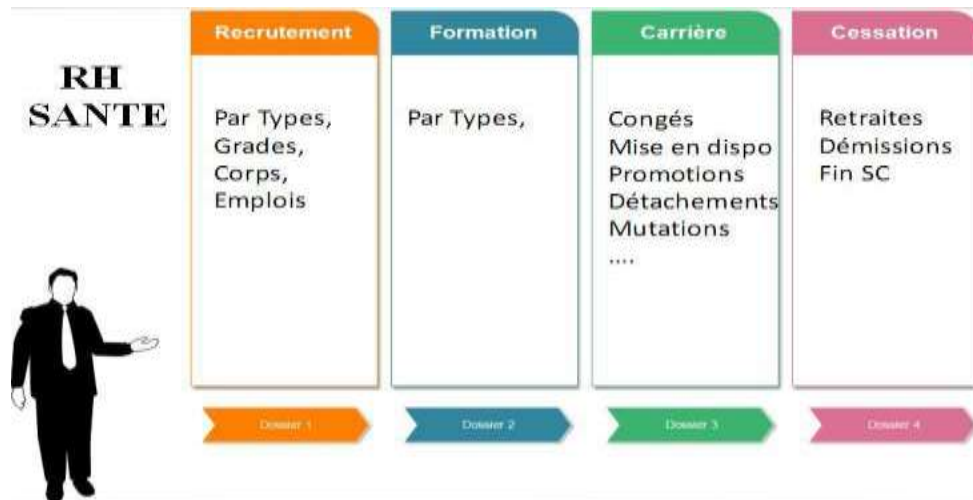 RH
SANTE
Recrutement
Par Types,
Grades,
Corps,
Emplois
Dossier 1
Formation
Par Types,
Dossier 2
Carrière
Congés
Mise en dispo
Promotions
Détachements
Mutations
....
Dossier 3
Cessation
Retraites
Démissions
Fin SC
Dossier 4